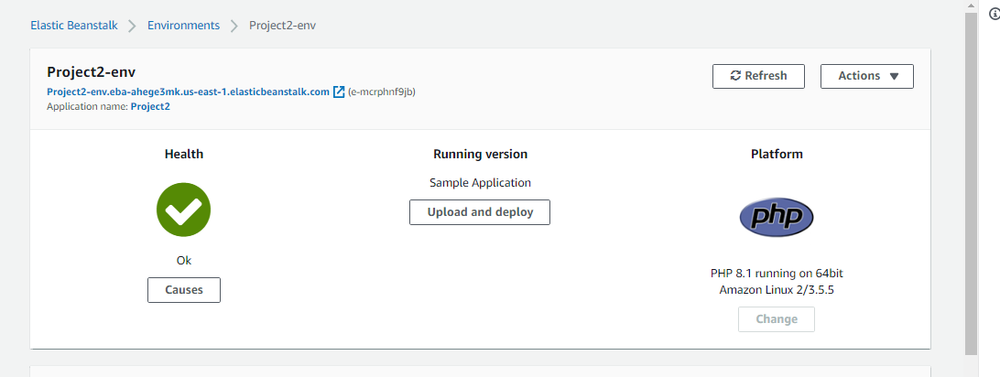 Elastic Beanstalk > Environments > Project2-env
Project2-env
Refresh
Actions
Project2-env.eba-ahege3mk.us-east-1.elasticbeanstalk.com (e-mcrphnf9jb)
Application name: Project2
Health
Running version
Platform
Sample Application
Upload and deploy
php
Ok
Causes
PHP 8.1 running on 64bit
Amazon Linux 2/3.5.5
Change